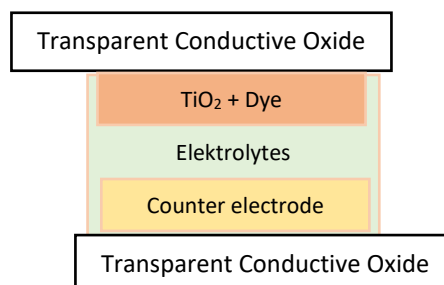 Transparent Conductive Oxide
TiO₂ + Dye
Elektrolytes
Counter electrode
Transparent Conductive Oxide